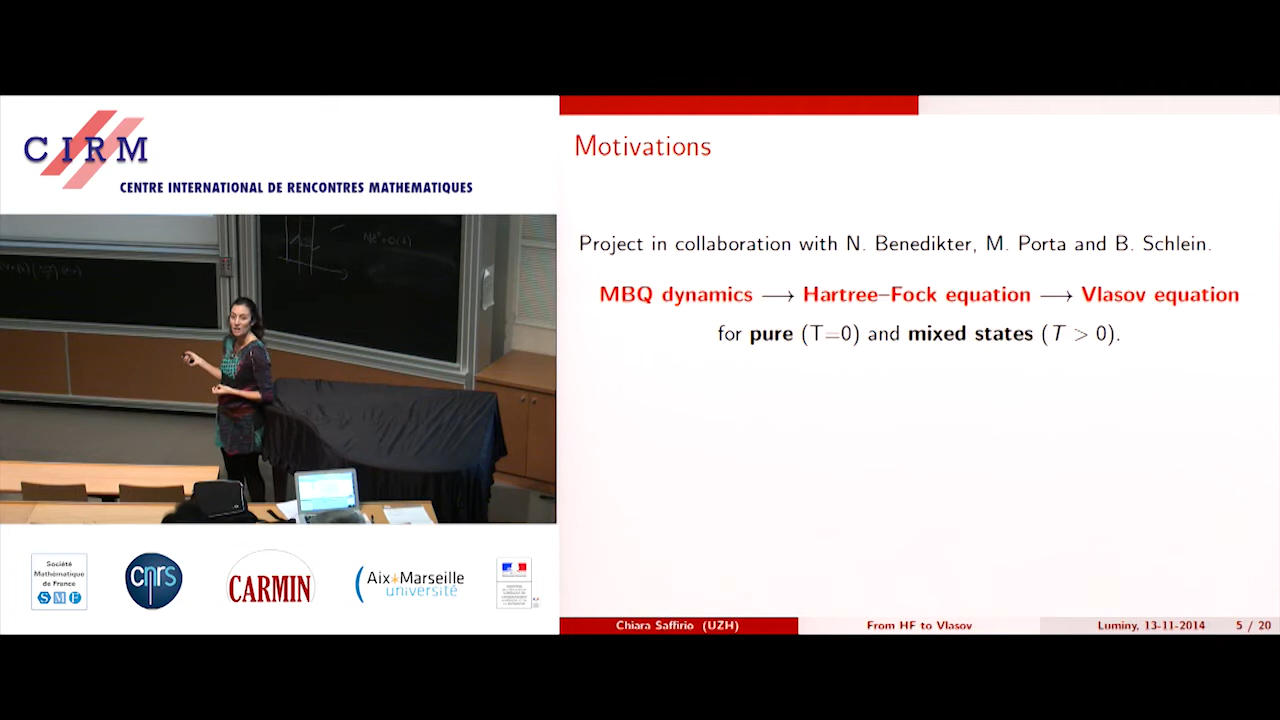 CIRM
CENTRE INTERNATIONAL DE RENCONTRES MATHEMATIQUES
Société
Mathématique
de France
SMF
cnrs
CARMIN
Aix*Marseille
université
Motivations
Project in collaboration with N. Benedikter, M. Porta and B. Schlein.
MBQ dynamics → Hartree–Fock equation → Vlasov equation
for pure (T=0) and mixed states (T > 0).
Chiara Saffirio (UZH) From HF to Vlasov Luminy, 13-11-2014 5 / 20